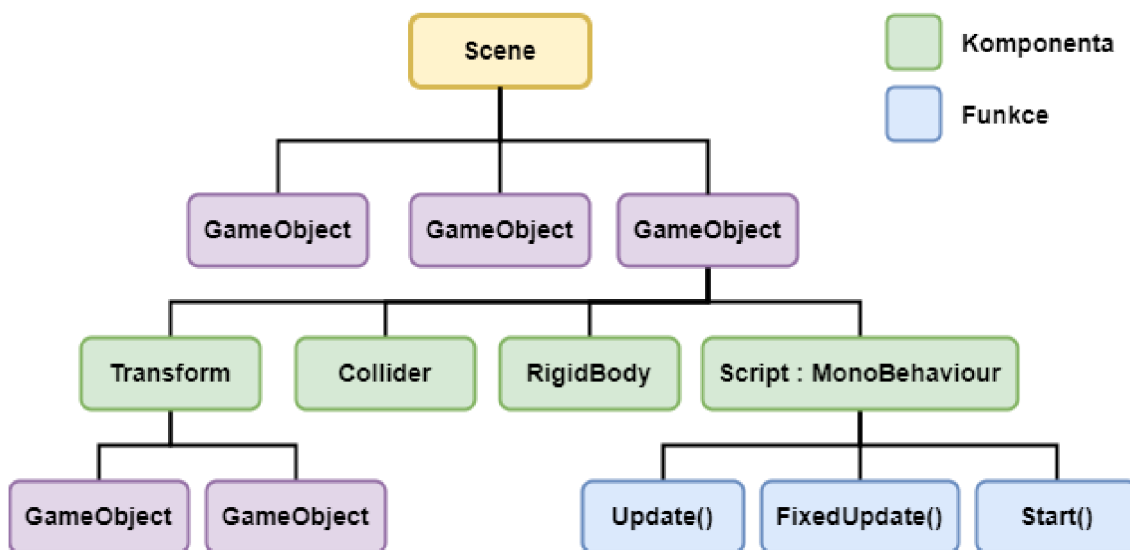 Scene
Komponenta
Funkce
GameObject
GameObject
GameObject
Transform
Collider
RigidBody
Script : MonoBehaviour
GameObject
GameObject
Update()
FixedUpdate()
Start()